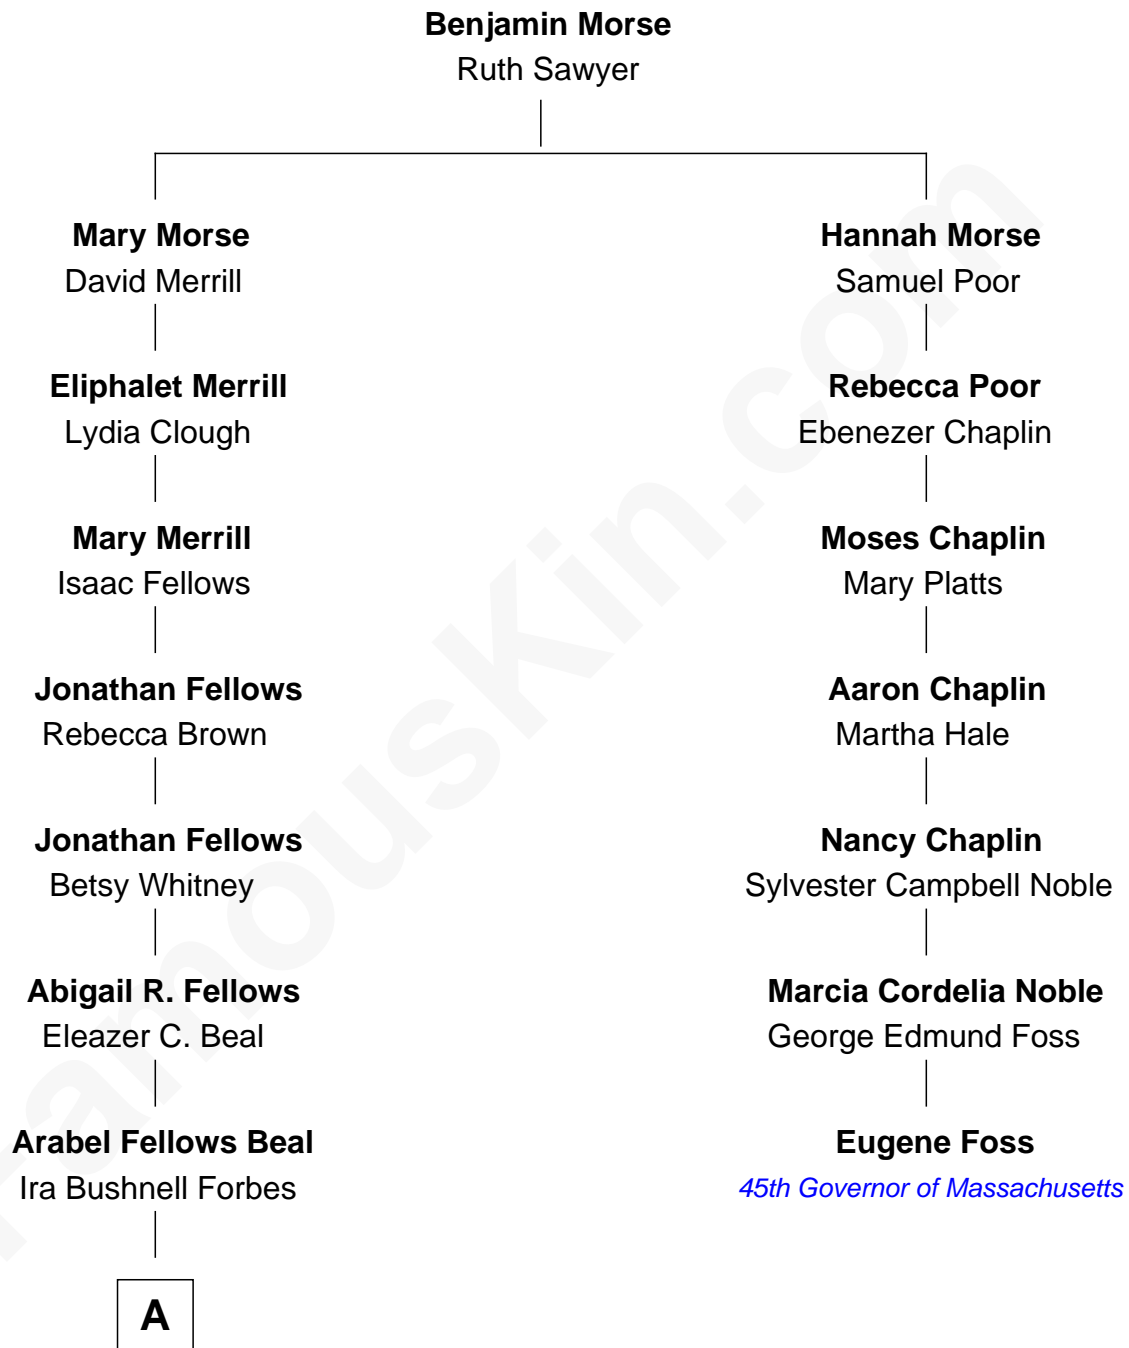 Benjamin Morse
Ruth Sawyer
Mary Morse
David Merrill
Hannah Morse
Samuel Poor
Eliphalet Merrill
Lydia Clough
Rebecca Poor
Ebenezer Chaplin
Mary Merrill
Isaac Fellows
Moses Chaplin
Mary Platts
Jonathan Fellows
Rebecca Brown
Aaron Chaplin
Martha Hale
Jonathan Fellows
Betsy Whitney
Nancy Chaplin
Sylvester Campbell Noble
Abigail R. Fellows
Eleazer C. Beal
Marcia Cordelia Noble
George Edmund Foss
Arabel Fellows Beal
Ira Bushnell Forbes
Eugene Foss
45th Governor of Massachusetts
A
FamousKin.com